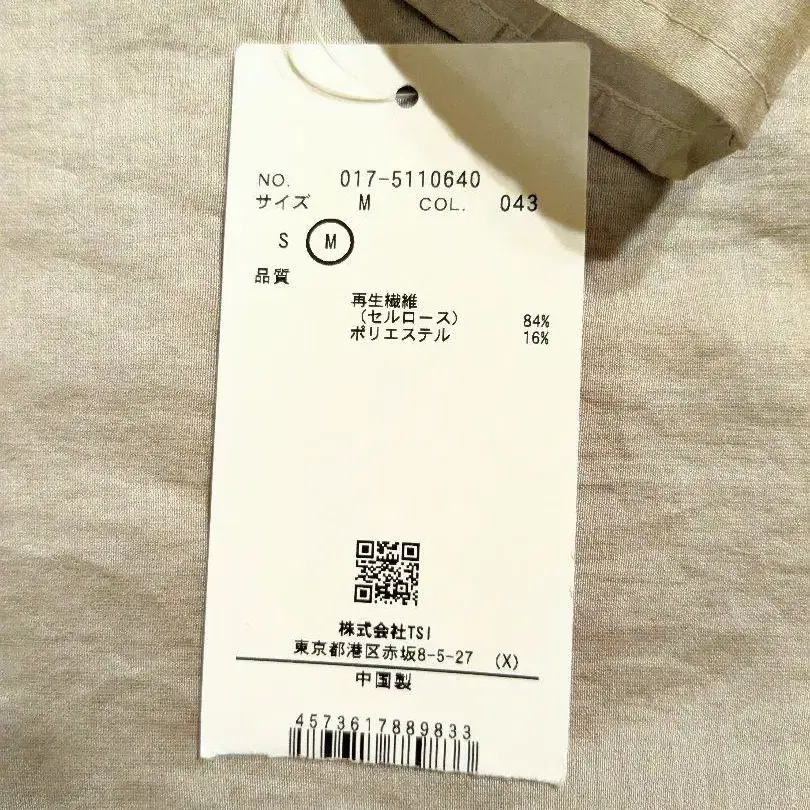 NO. 017-5110640
サイズ M COL. 043
S M
品質
再生繊維
(セルロース) 84%
ポリエステル 16%
株式会社TSI
東京都港区赤坂8-5-27 (X)
中国製
4573617889833